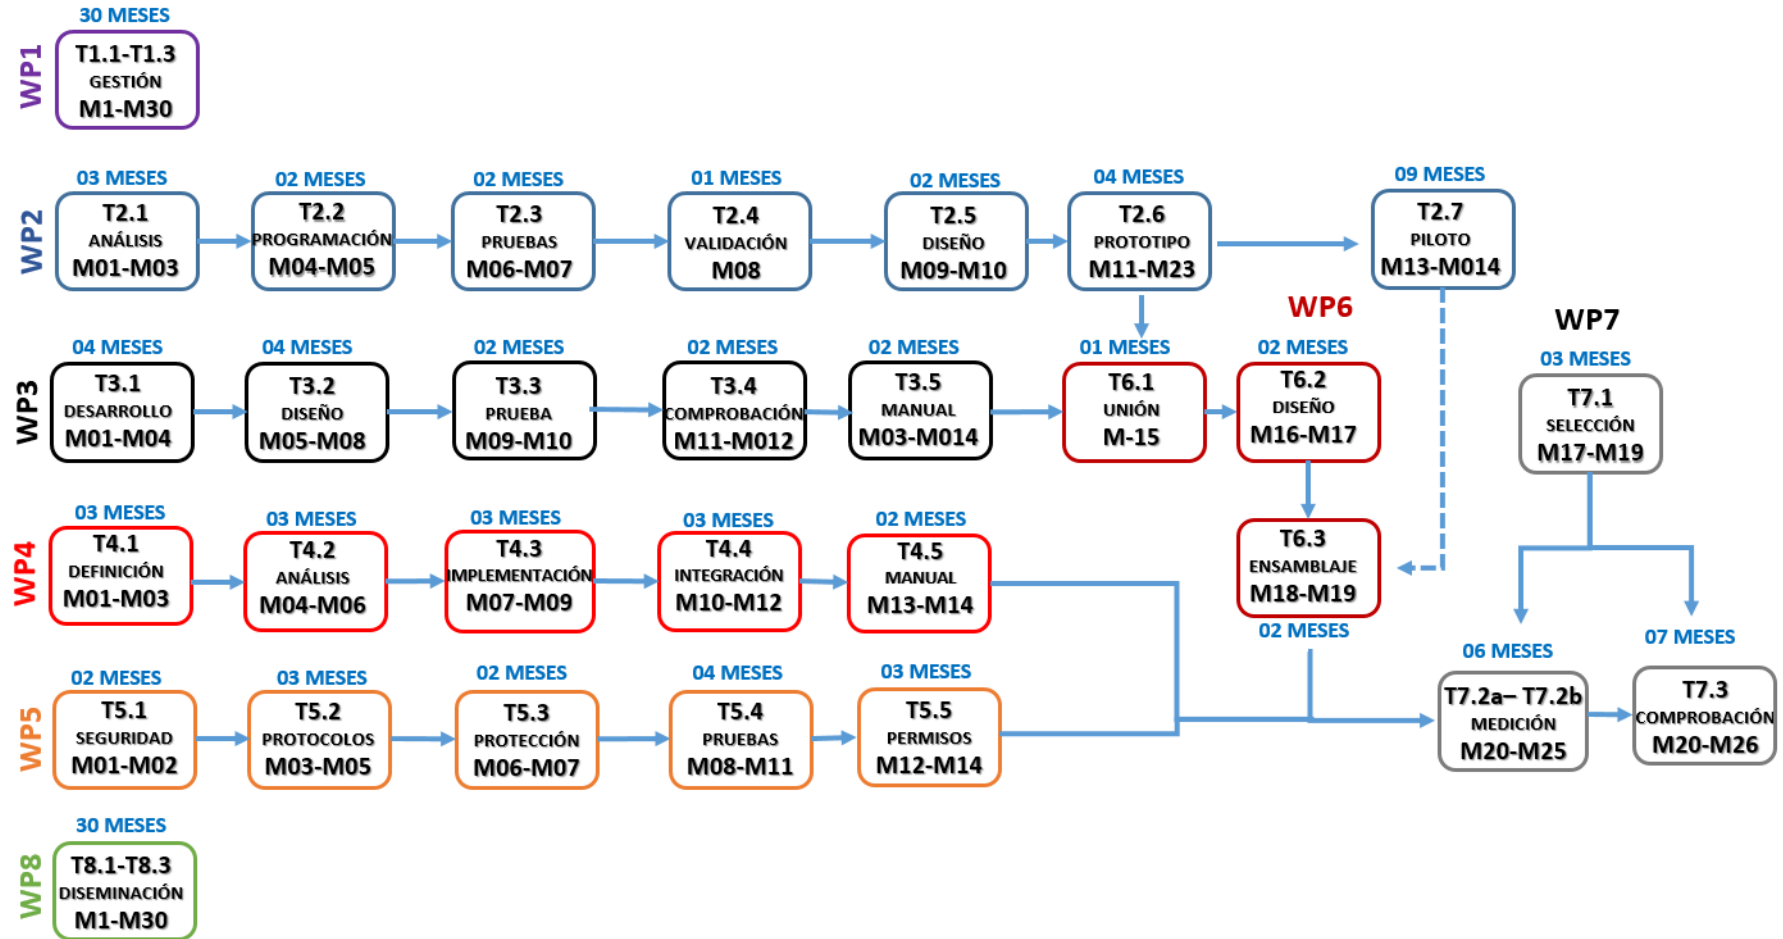 30 MESES
WP1
T1.1-T1.3
GESTIÓN
M1-M30
WP2
03 MESES
T2.1
ANÁLISIS
M01-M03
02 MESES
T2.2
PROGRAMACIÓN
M04-M05
02 MESES
T2.3
PRUEBAS
M06-M07
01 MESES
T2.4
VALIDACIÓN
M08
02 MESES
T2.5
DISEÑO
M09-M10
04 MESES
T2.6
PROTOTIPO
M11-M23
09 MESES
T2.7
PILOTO
M13-M014
WP3
04 MESES
T3.1
DESARROLLO
M01-M04
04 MESES
T3.2
DISEÑO
M05-M08
02 MESES
T3.3
PRUEBA
M09-M10
02 MESES
T3.4
COMPROBACIÓN
M11-M012
02 MESES
T3.5
MANUAL
M03-M014
WP6
01 MESES
T6.1
UNIÓN
M-15
02 MESES
T6.2
DISEÑO
M16-M17
T6.3
ENSAMBLAJE
M18-M19
02 MESES
WP7
03 MESES
T7.1
SELECCIÓN
M17-M19
WP4
03 MESES
T4.1
DEFINICIÓN
M01-M03
03 MESES
T4.2
ANÁLISIS
M04-M06
03 MESES
T4.3
IMPLEMENTACIÓN
M07-M09
03 MESES
T4.4
INTEGRACIÓN
M10-M12
02 MESES
T4.5
MANUAL
M13-M14
WP5
02 MESES
T5.1
SEGURIDAD
M01-M02
03 MESES
T5.2
PROTOCOLOS
M03-M05
02 MESES
T5.3
PROTECCIÓN
M06-M07
04 MESES
T5.4
PRUEBAS
M08-M11
03 MESES
T5.5
PERMISOS
M12-M14
06 MESES
T7.2a– T7.2b
MEDICIÓN
M20-M25
07 MESES
T7.3
COMPROBACIÓN
M20-M26
WP8
30 MESES
T8.1-T8.3
DISEMINACIÓN
M1-M30